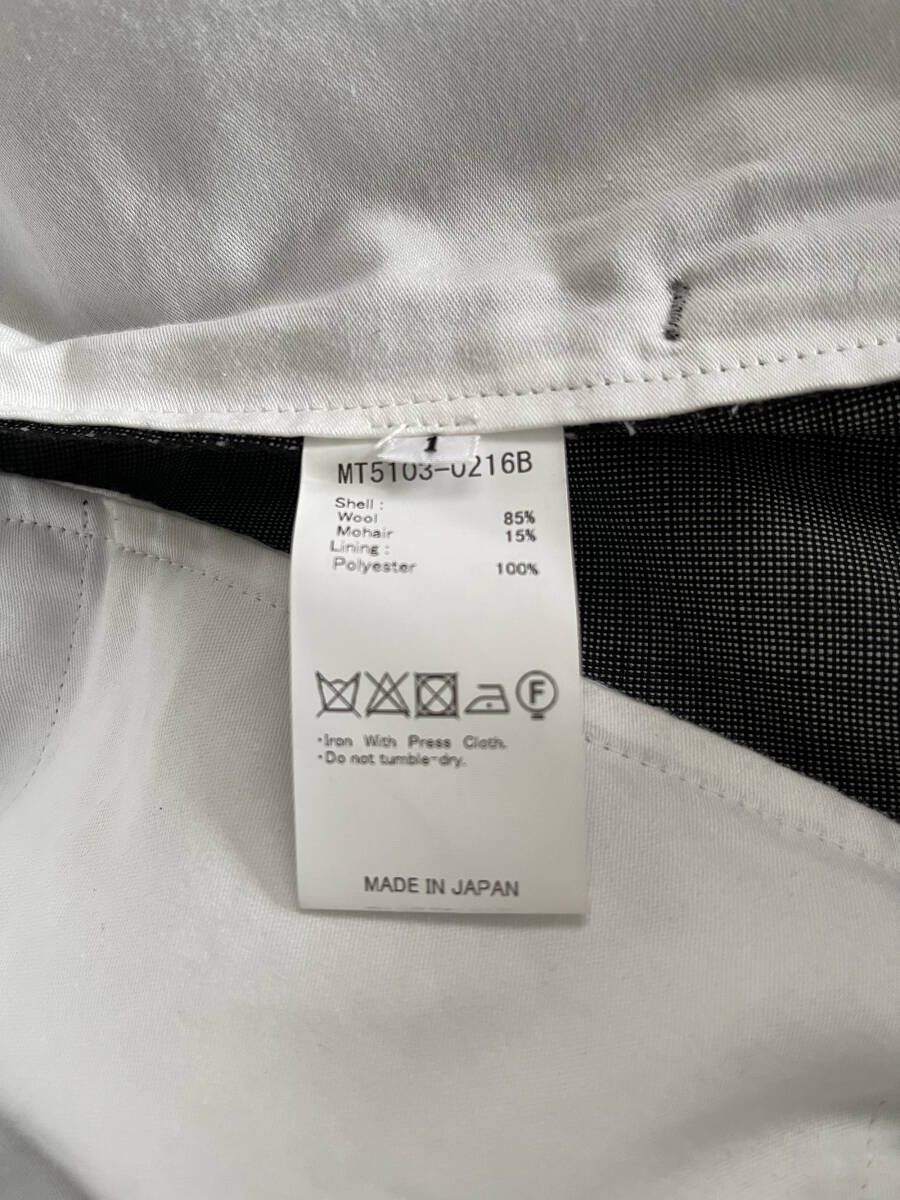 1
MT5103-0216B
Shell :
Wool 85%
Mohair 15%
Lining :
Polyester 100%
F
·Iron With Press Cloth.
·Do not tumble-dry.
MADE IN JAPAN